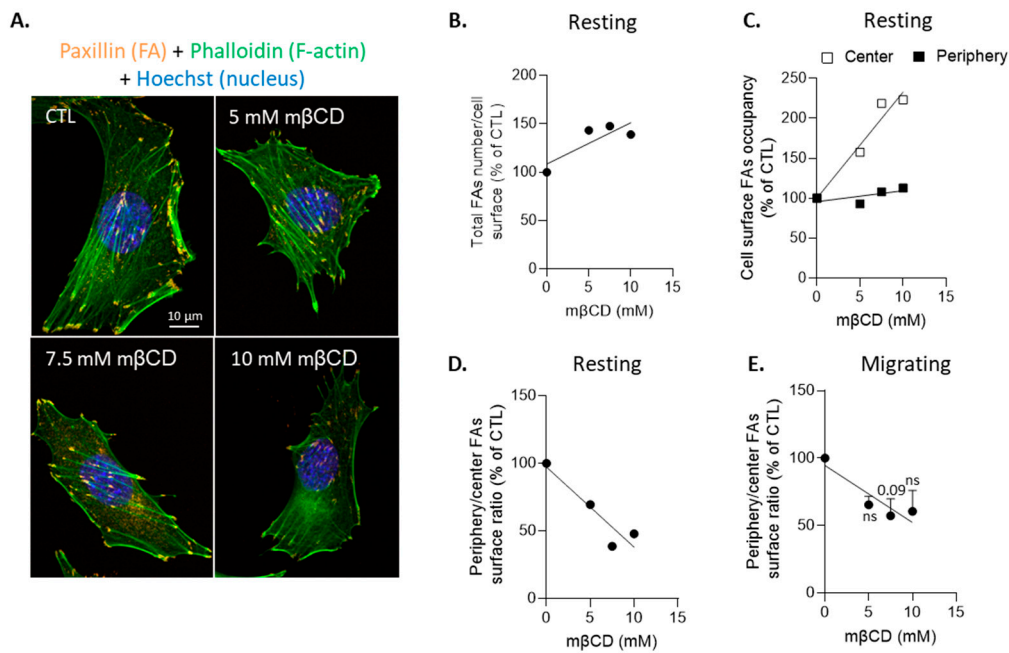 A.
Paxillin (FA) + Phalloidin (F-actin)
+ Hoechst (nucleus)
CTL
5 mM mβCD
10 µm
7.5 mM mβCD
10 mM mβCD
B.
Resting
Total FAs number/cell
surface (% of CTL)
200
150
100
50
0
0
5
10
15
mβCD (mM)
C.
Resting
Center
Periphery
Cell surface FAs occupancy
(% of CTL)
250
200
150
100
50
0
0
5
10
15
mβCD (mM)
D.
Resting
Periphery/center FAs
surface ratio (% of CTL)
150
100
50
0
0
5
10
15
mβCD (mM)
E.
Migrating
Periphery/center FAs
surface ratio (% of CTL)
150
100
50
0
ns
0.09
ns
0
5
10
15
mβCD (mM)